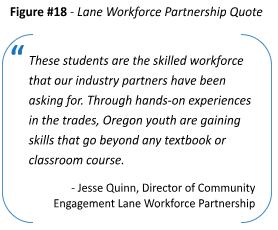 Figure #18 - Lane Workforce Partnership Quote
“ These students are the skilled workforce
that our industry partners have been
asking for. Through hands-on experiences
in the trades, Oregon youth are gaining
skills that go beyond any textbook or
classroom course.
- Jesse Quinn, Director of Community
Engagement Lane Workforce Partnership